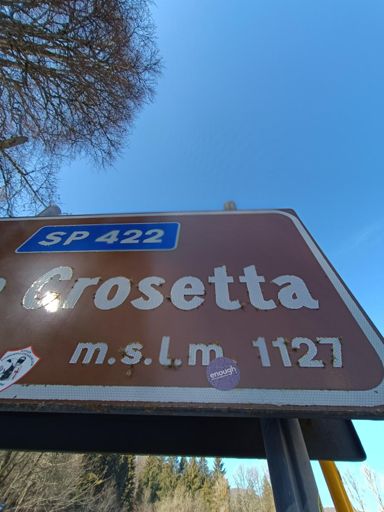 SP 422
Crosetta
m.s.l.m 1127
enough